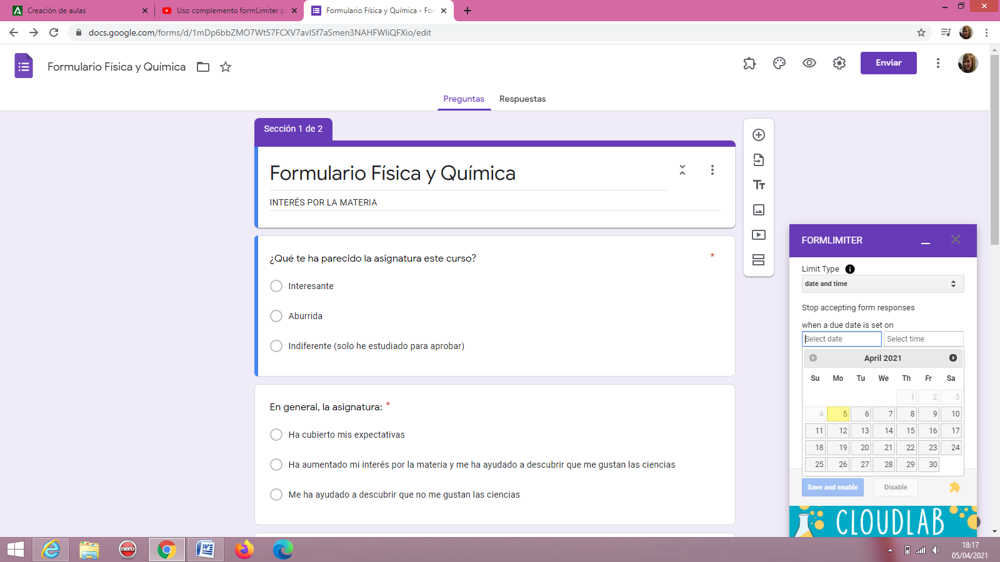 Creación de aulas
Uso complemento formLimiter p
Formulario Física y Química - For
docs.google.com/forms/d/1mDp6bbZMO7Wt57FCXV7avlSf7aSmen3NAHFWIiQFXio/edit
Formulario Física y Química
Enviar
Preguntas Respuestas
Sección 1 de 2
Formulario Física y Química
INTERÉS POR LA MATERIA
¿Qué te ha parecido la asignatura este curso? *
Interesante
Aburrida
Indiferente (solo he estudiado para aprobar)
En general, la asignatura: *
Ha cubierto mis expectativas
Ha aumentado mi interés por la materia y me ha ayudado a descubrir que me gustan las ciencias
Me ha ayudado a descubrir que no me gustan las ciencias
FORMLIMITER
Limit Type
date and time
Stop accepting form responses
when a due date is set on
Select date Select time
April 2021
Su Mo Tu We Th Fr Sa
1 2 3
4 5 6 7 8 9 10
11 12 13 14 15 16 17
18 19 20 21 22 23 24
25 26 27 28 29 30
Save and enable Disable
CLOUDLAB
nero
18:17
05/04/2021